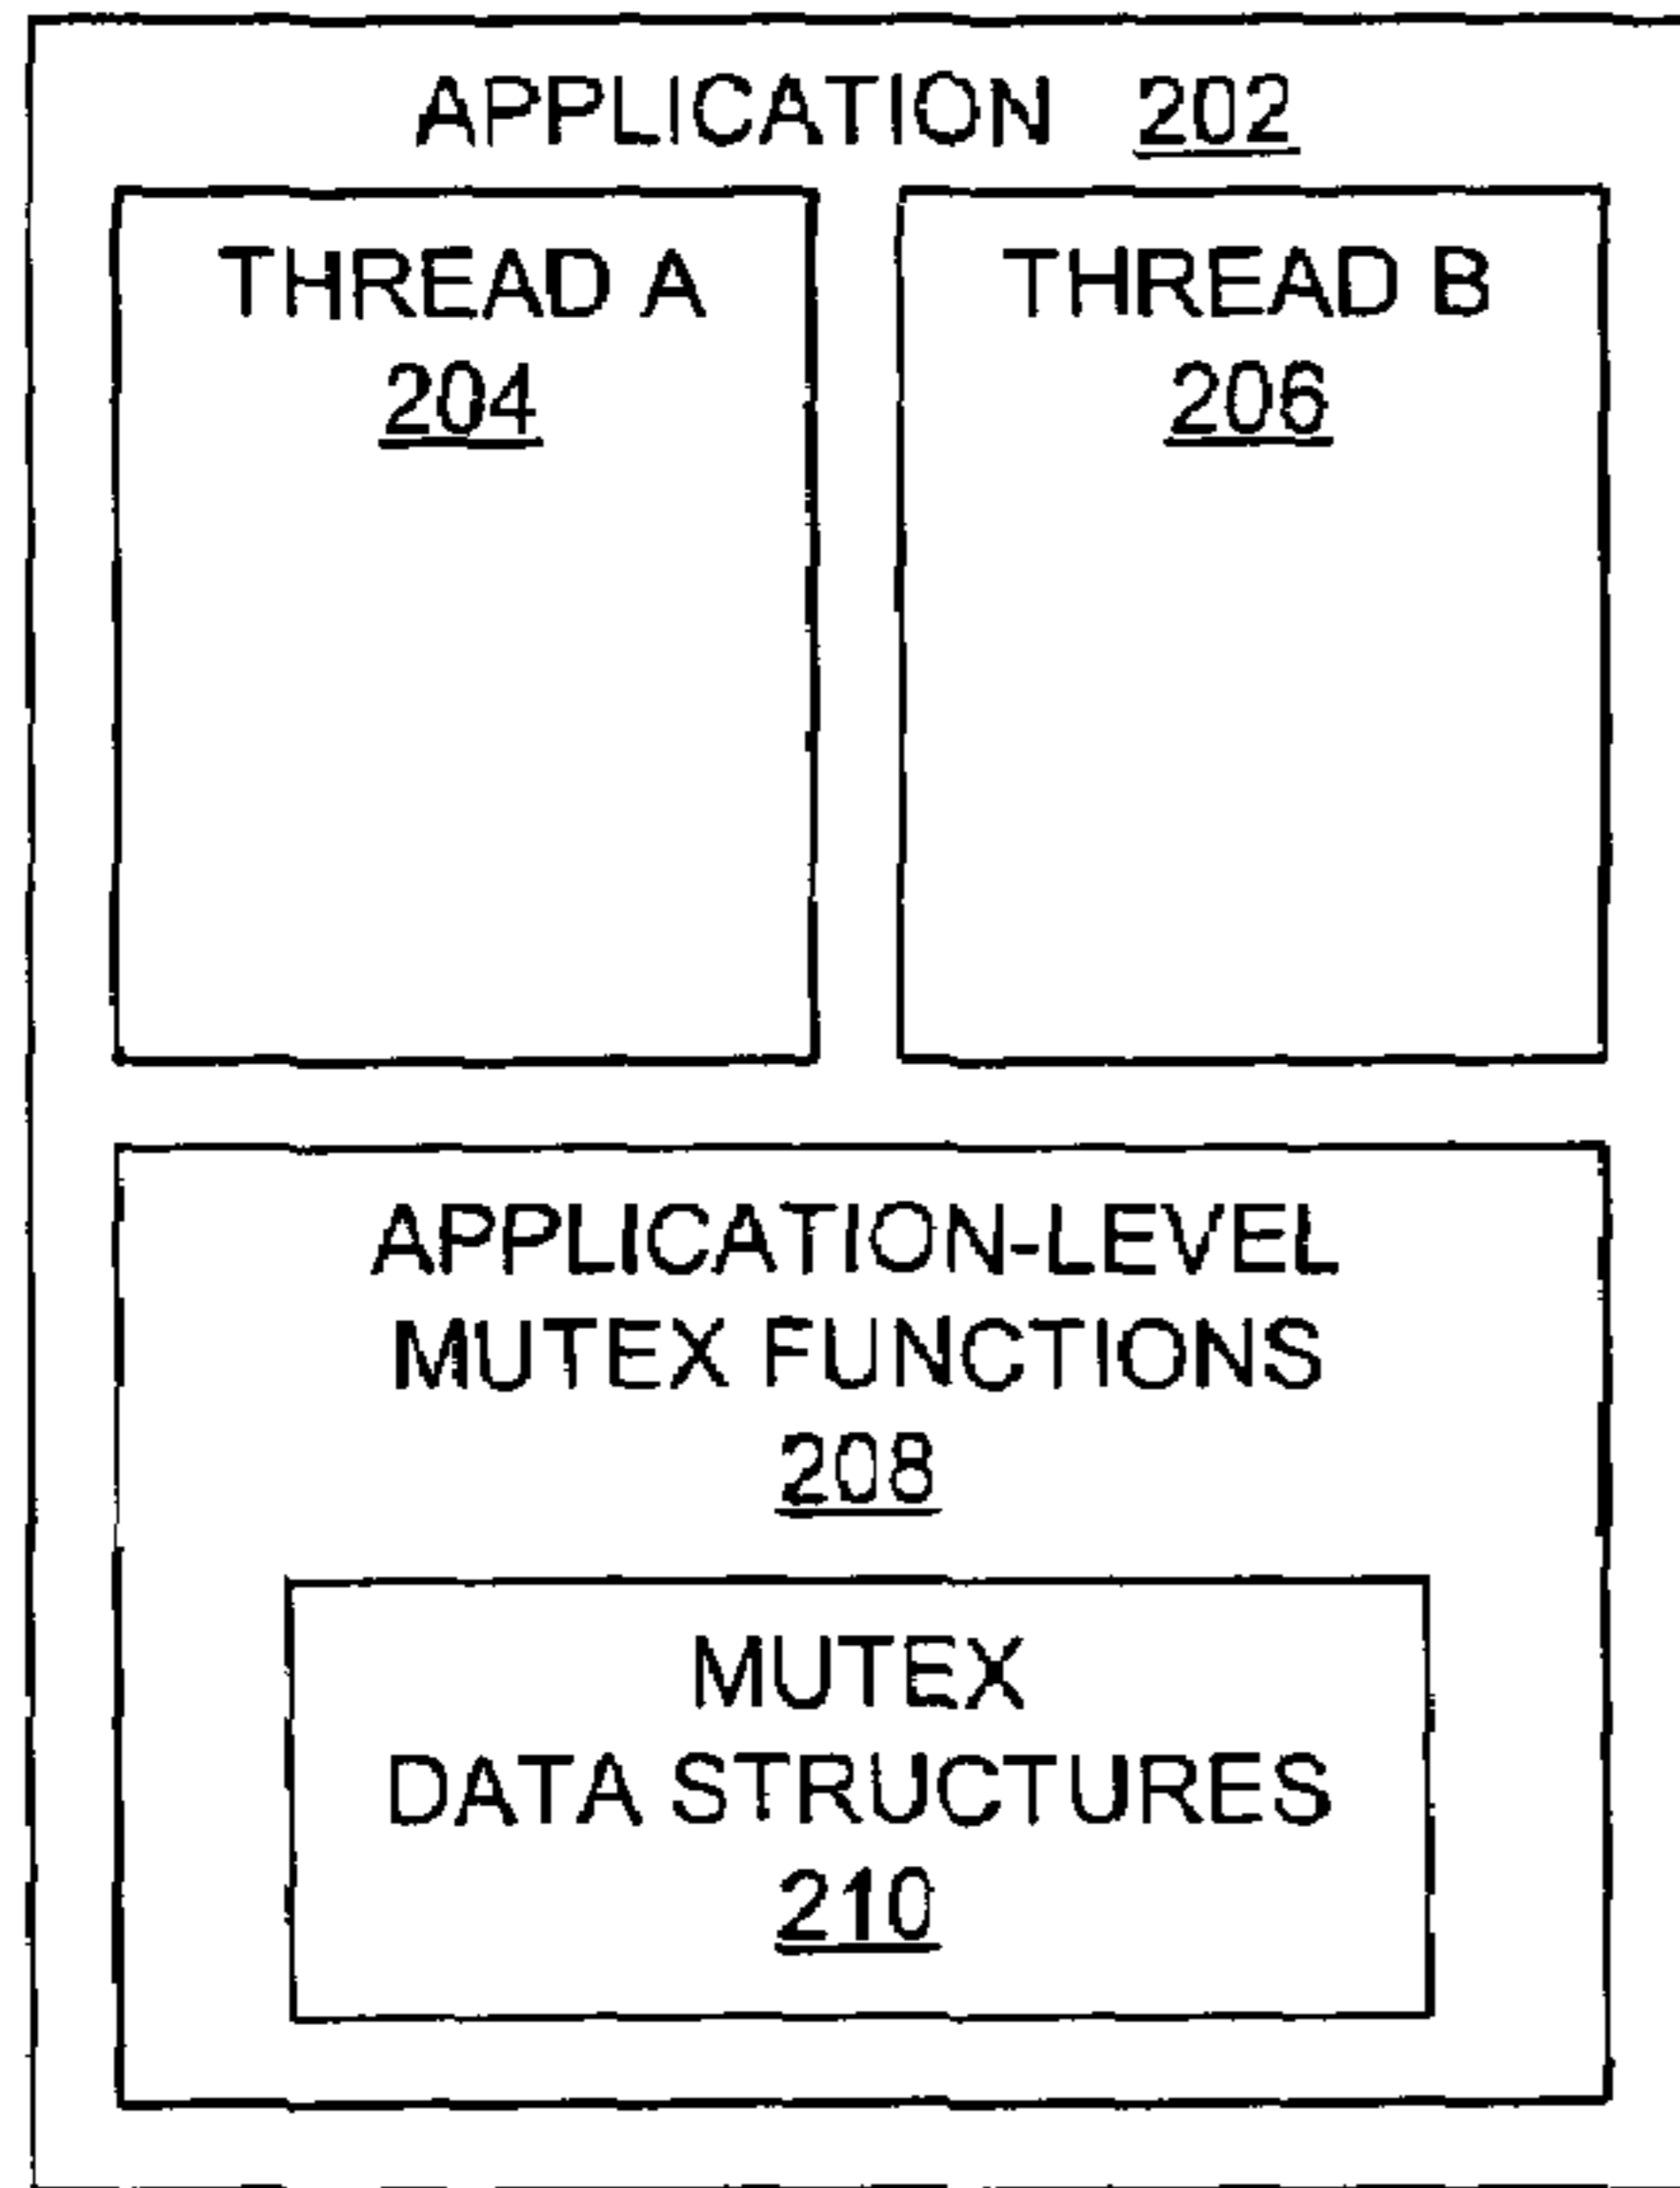 APPLICATION 202
THREAD A
204
THREAD B
206
APPLICATION-LEVEL
MUTEX FUNCTIONS
208
MUTEX
DATA STRUCTURES
210